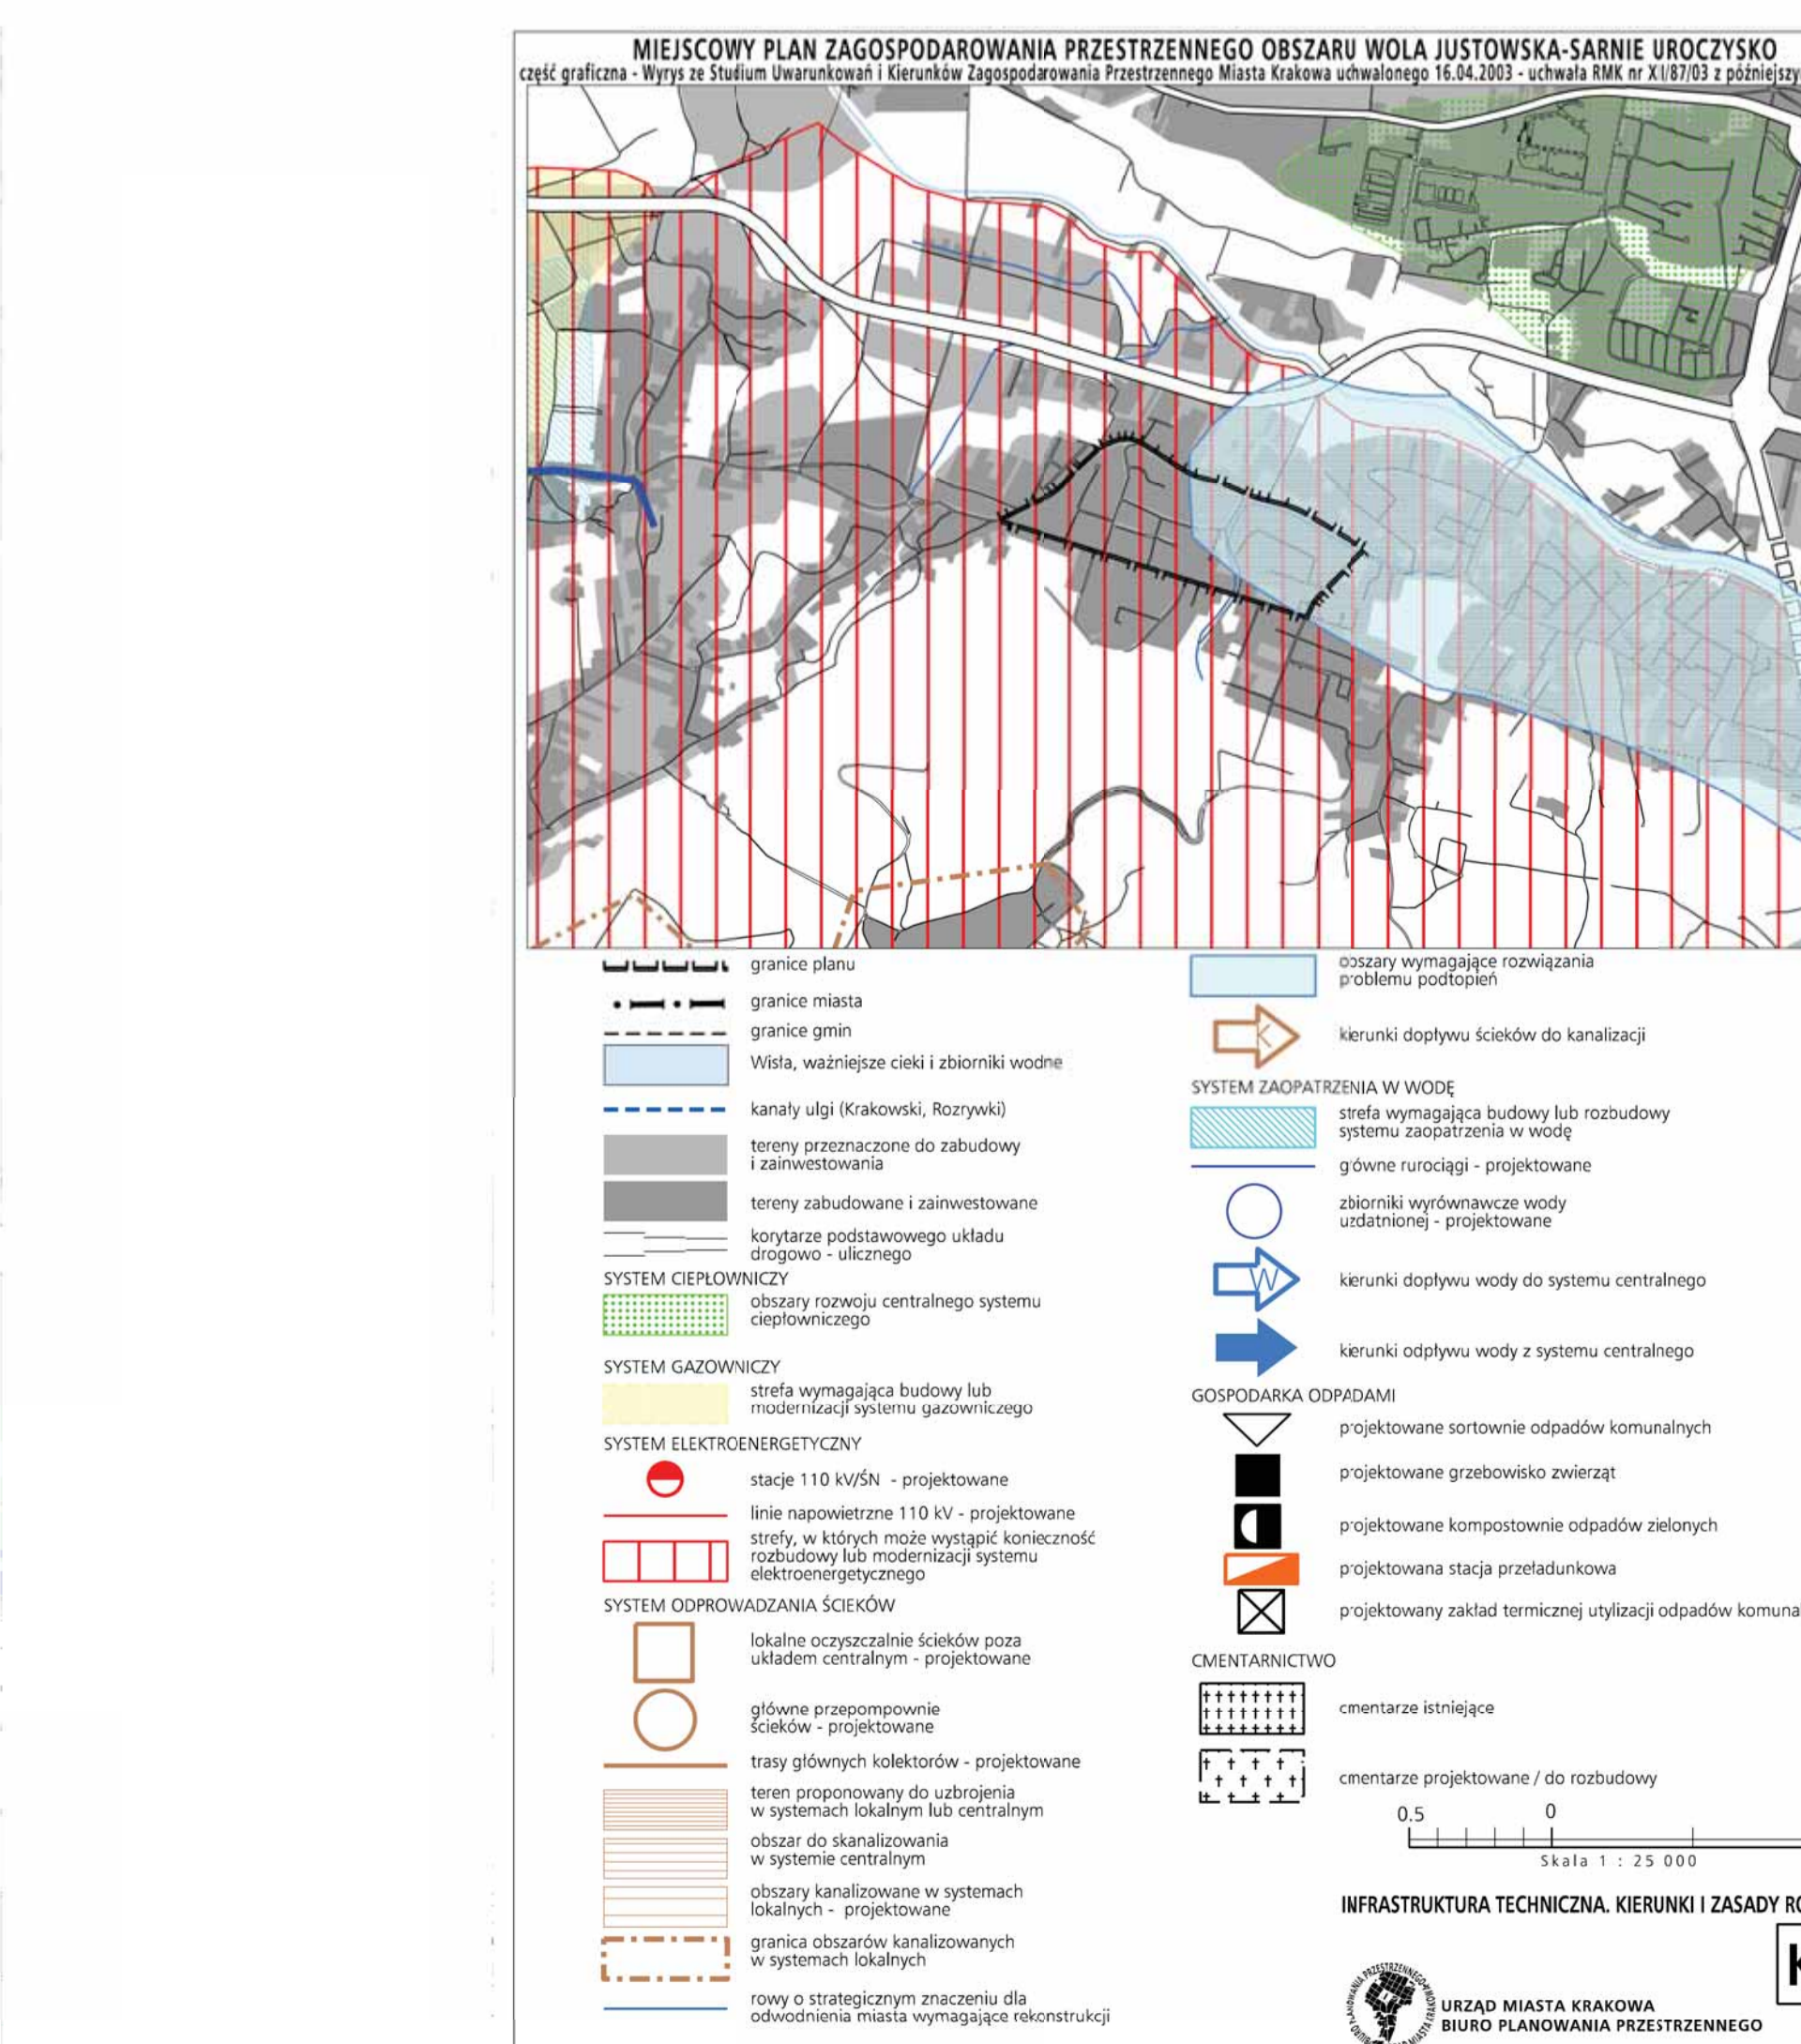 MIEJSCOWY PLAN ZAGOSPODAROWANIA PRZESTRZENNEGO OBSZARU WOLA JUSTOWSKA-SARNIE UROCZYSKO
część graficzna - Wyrys ze Studium Uwarunkowań i Kierunków Zagospodarowania Przestrzennego Miasta Krakowa uchwalonego 16.04.2003 - uchwała RMK nr XII/87/03 z
granice planu
granice miasta
granice gmin
Wisła, ważniejsze cieki i zbiorniki wodne
kanały ulgi (Krakowski, Rozrywki)
tereny przeznaczone do zabudowy
i zainwestowania
tereny zabudowane i zainwestowane
korytarze podstawowego układu
drogowo - ulicznego
SYSTEM CIEPŁOWNICZY
obszary rozwoju centralnego systemu
ciepłowniczego
SYSTEM GAZOWNICZY
strefa wymagająca budowy lub
modernizacji systemu gazowniczego
SYSTEM ELEKTROENERGETYCZNY
stacje 110 kV/ŚN - projektowane
linie napowietrzne 110 kV - projektowane
strefy, w których może wystąpić konieczność
rozbudowy lub modernizacji systemu
elektroenergetycznego
SYSTEM ODPROWADZANIA ŚCIEKÓW
lokalne oczyszczalnie ścieków poza
układem centralnym - projektowane
główne przepompownie
ścieków - projektowane
trasy głównych kolektorów - projektowane
teren proponowany do uzbrojenia
w systemach lokalnym lub centralnym
obszar do skanalizowania
w systemie centralnym
obszary kanalizowane w systemach
lokalnych - projektowane
granica obszarów kanalizowanych
w systemach lokalnych
rowy o strategicznym znaczeniu dla
odwodnienia miasta wymagające rekonstrukcji
obszary wymagające rozwiązania
problemu podtopień
K
kierunki dopływu ścieków do kanalizacji
SYSTEM ZAOPATRZENIA W WODĘ
strefa wymagająca budowy lub rozbudowy
systemu zaopatrzenia w wodę
główne rurociągi - projektowane
zbiorniki wyrównawcze wody
uzdatnionej - projektowane
W
kierunki dopływu wody do systemu centralnego
kierunki odpływu wody z systemu centralnego
GOSPODARKA ODPADAMI
projektowane sortownie odpadów komunalnych
projektowane grzebowisko zwierząt
projektowane kompostownie odpadów zielonych
projektowana stacja przeładunkowa
projektowany zakład termicznej utylizacji odpadów
CMENTARNICTWO
cmentarze istniejące
cmentarze projektowane / do rozbudowy
0.5 0
Skala 1 : 25 000
INFRASTRUKTURA TECHNICZNA. KIERUNKI I ZASADY
URZĄD MIASTA KRAKOWA
BIURO PLANOWANIA PRZESTRZENNEGO